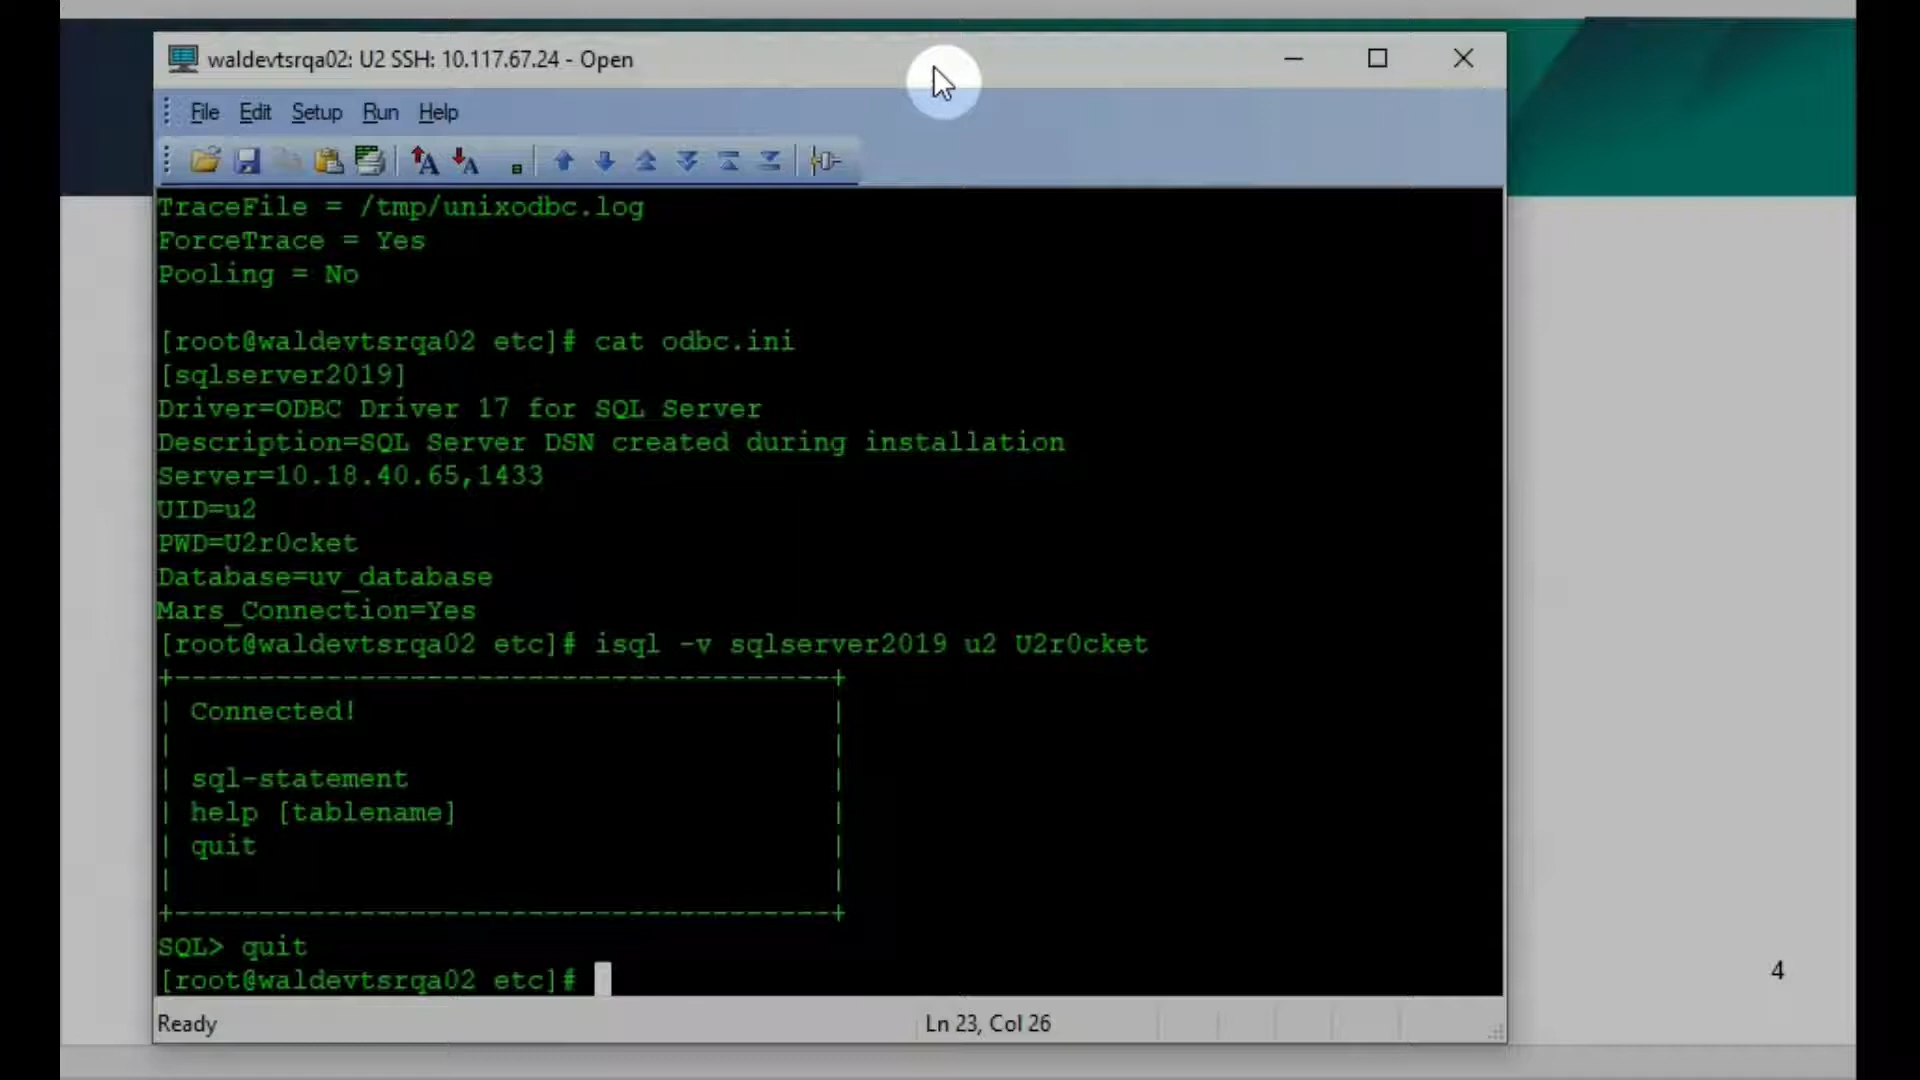 waldevtsrqa02: U2 SSH: 10.117.67.24 - Open
File Edit Setup Run Help
TraceFile = /tmp/unixodbc.log
ForceTrace = Yes
Pooling = No
[root@waldevtsrqa02 etc]# cat odbc.ini
[sqlserver2019]
Driver=ODBC Driver 17 for SQL Server
Description=SQL Server DSN created during installation
Server=10.18.40.65,1433
UID=u2
PWD=U2r0cket
Database=uv_database
Mars_Connection=Yes
[root@waldevtsrqa02 etc]# isql -v sqlserver2019 u2 U2r0cket
+---------------------------------------+
| Connected!                            |
|                                       |
| sql-statement                         |
| help [tablename]                      |
| quit                                  |
|                                       |
+---------------------------------------+
SQL> quit
[root@waldevtsrqa02 etc]#
4
Ready Ln 23, Col 26